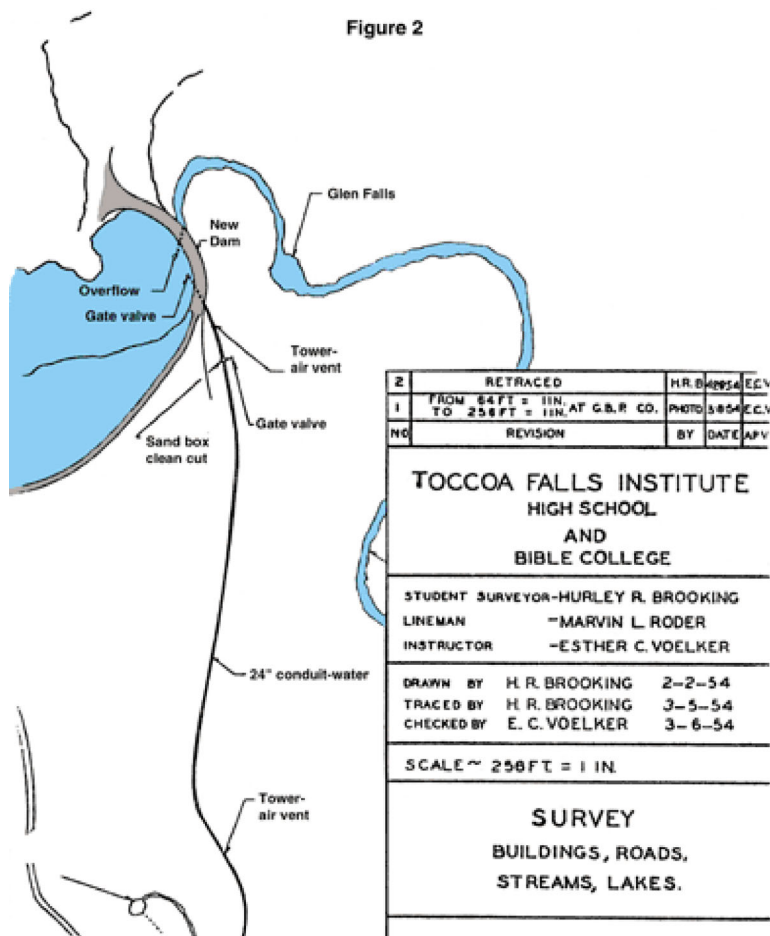 Figure 2
Glen Falls
New
Dam
Overflow
Gate valve
Tower-
air vent
Gate valve
Sand box
clean cut
24" conduit-water
Tower-
air vent
2 RETRACED H.R.B E.C.V
1 FROM 64 FT = 1 IN. TO 256 FT = 1 IN. AT G.B.P. CO. PHOTO E.C.V
NO REVISION BY DATE APV
TOCCOA FALLS INSTITUTE
HIGH SCHOOL
AND
BIBLE COLLEGE
STUDENT SURVEYOR-HURLEY R. BROOKING
LINEMAN -MARVIN L. RODER
INSTRUCTOR -ESTHER C. VOELKER
DRAWN BY H. R. BROOKING 2-2-54
TRACED BY H. R. BROOKING 3-5-54
CHECKED BY E. C. VOELKER 3-6-54
SCALE~ 256 FT. = 1 IN.
SURVEY
BUILDINGS, ROADS,
STREAMS, LAKES.